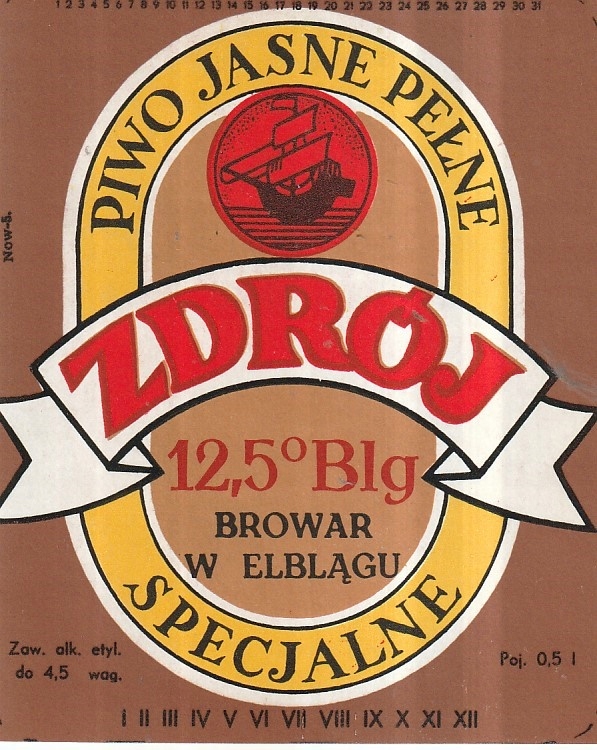 1 2 3 4 5 6 7 8 9 10 11 12 13 14 15 16 17 18 19 20 21 22 23 24 25 26 27 28 29 30 31
PIWO JASNE PEŁNE
Now-5.
ZDRÓJ
12,5° Blg
BROWAR
W ELBLĄGU
SPECJALNE
Zaw. alk. etyl.
do 4,5 wag.
Poj. 0,5 l
I II III IV V VI VII VIII IX X XI XII